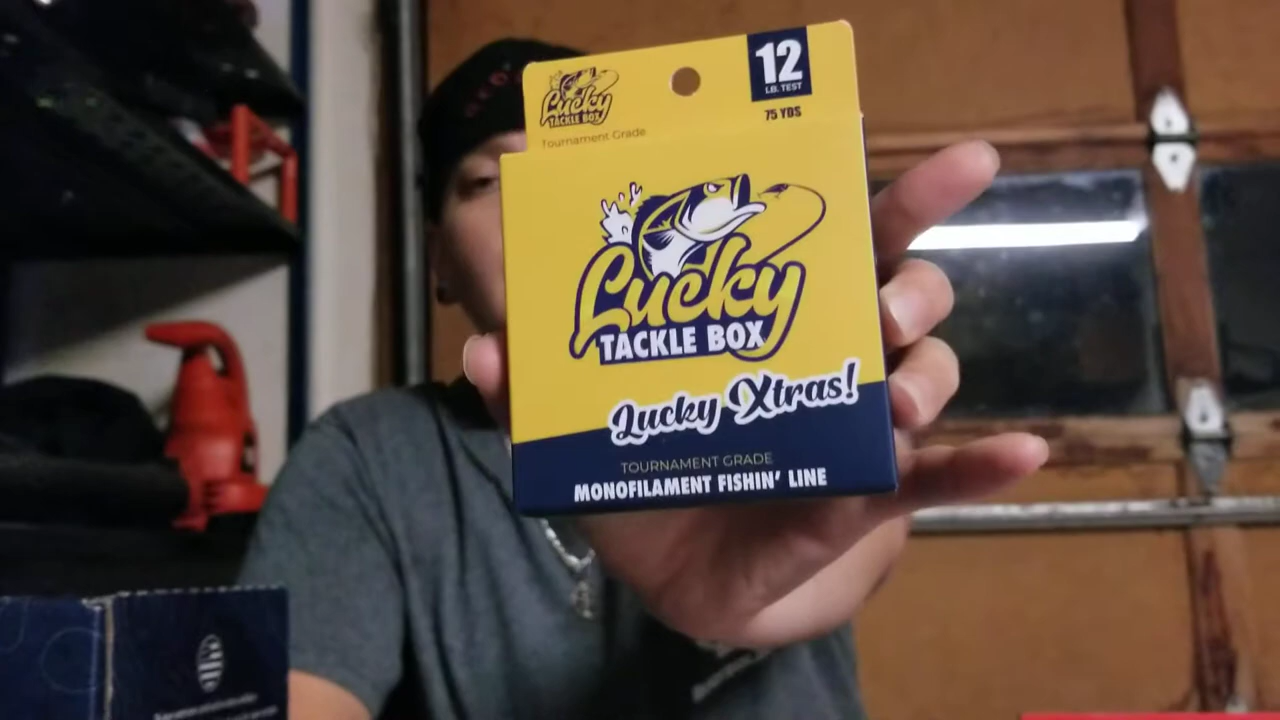 12
LB. TEST
75 YDS
Lucky
TACKLE BOX
Tournament Grade
Lucky
TACKLE BOX
Lucky Xtras!
TOURNAMENT GRADE
MONOFILAMENT FISHIN' LINE